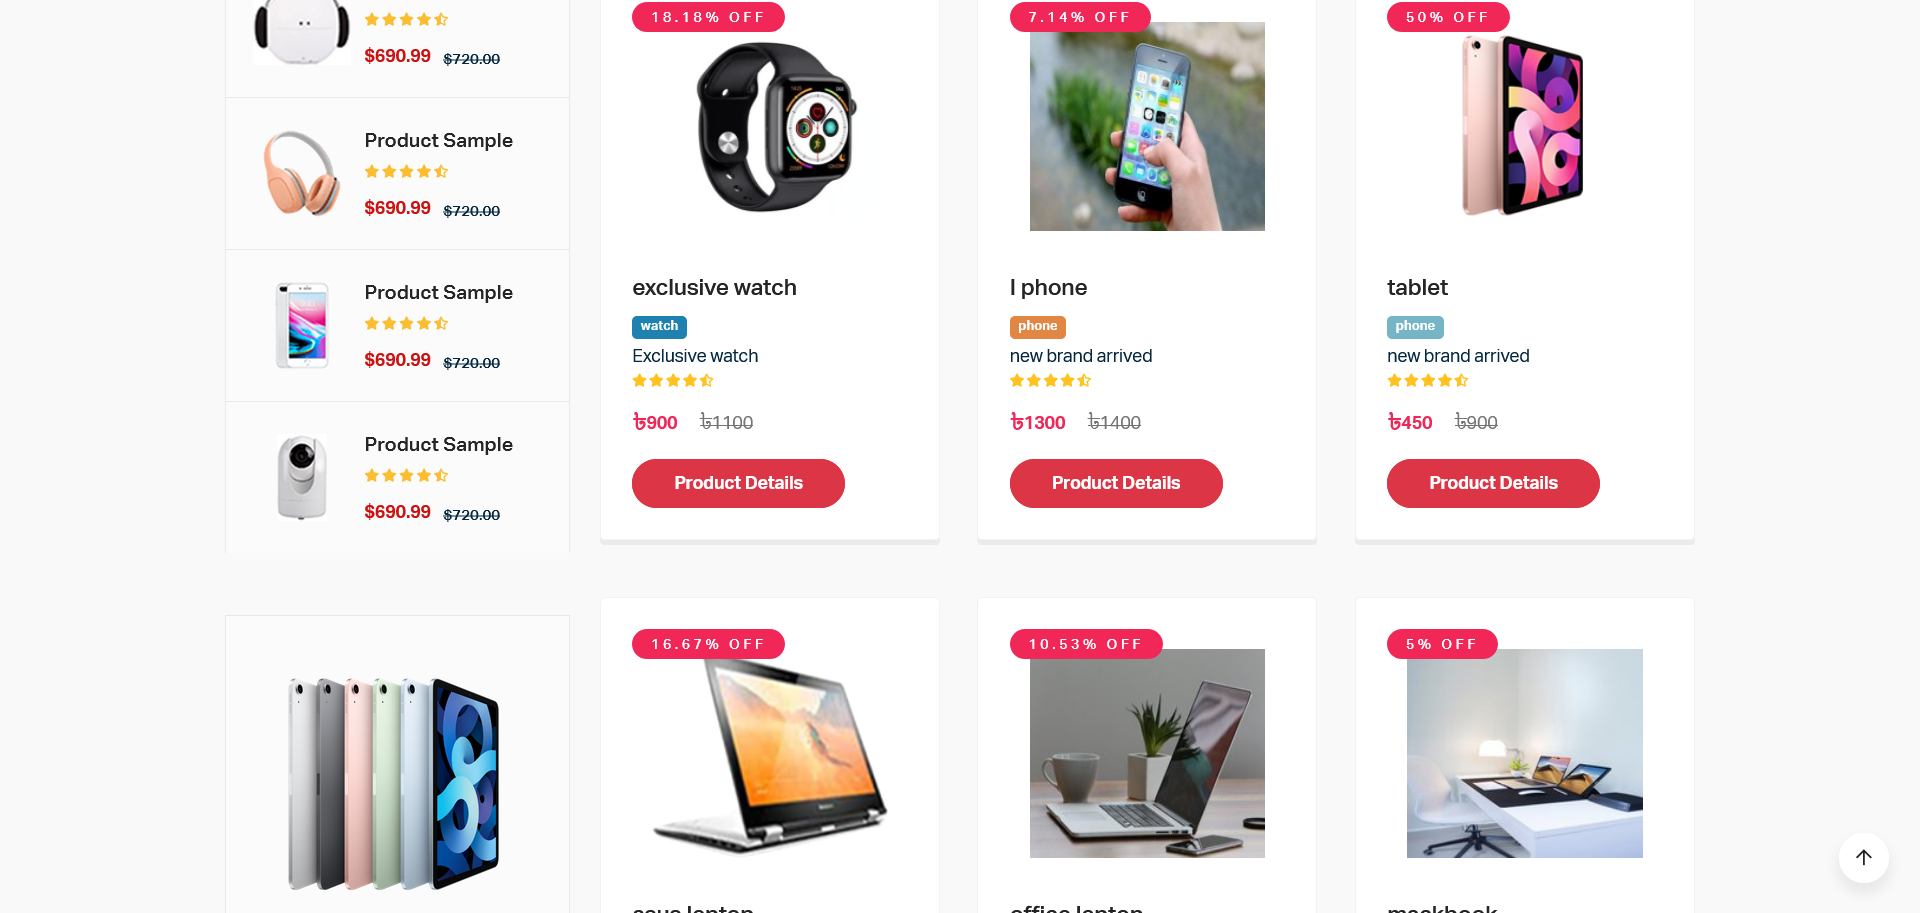 $690.99 $720.00
Product Sample
$690.99 $720.00
Product Sample
$690.99 $720.00
Product Sample
$690.99 $720.00
18.18% OFF
exclusive watch
watch
Exclusive watch
৳900 ৳1100
Product Details
7.14% OFF
I phone
phone
new brand arrived
৳1300 ৳1400
Product Details
50% OFF
tablet
phone
new brand arrived
৳450 ৳900
Product Details
16.67% OFF
10.53% OFF
office laptop
5% OFF